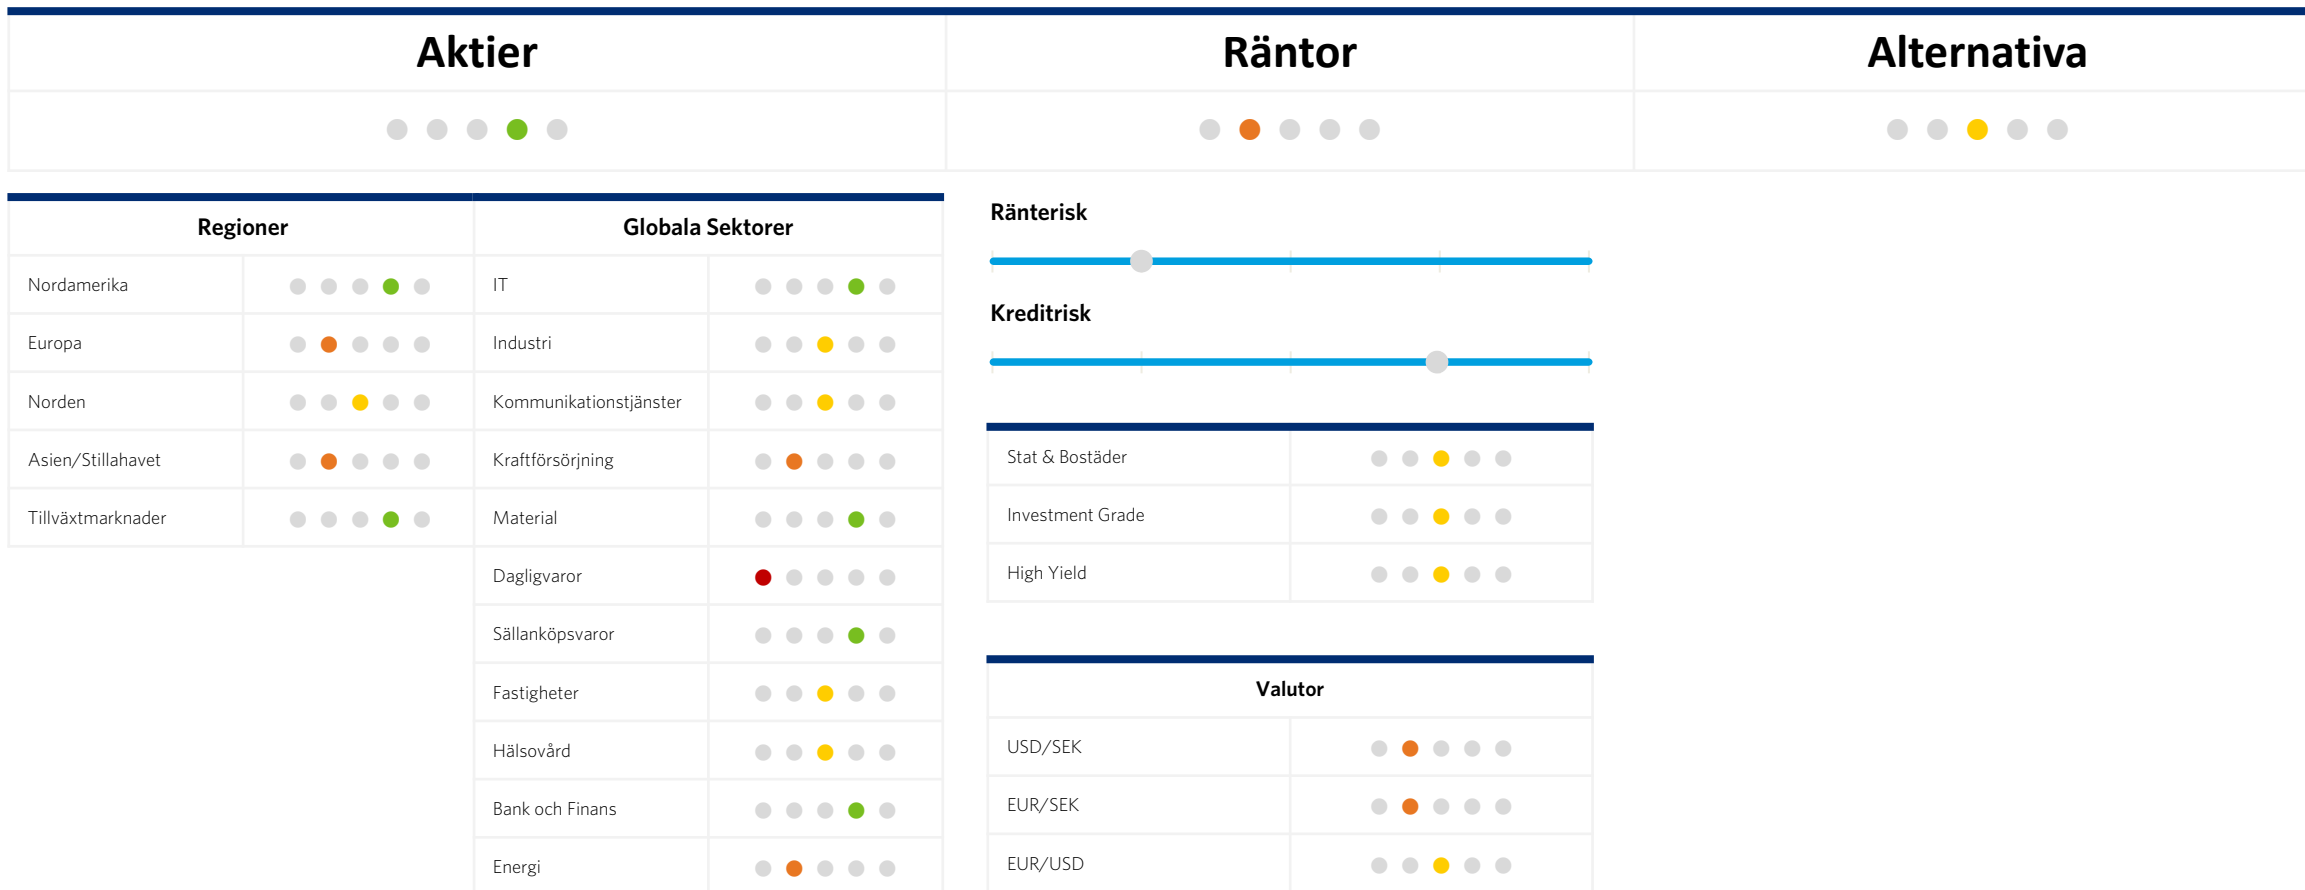 Aktier
Räntor
Alternativa
Regioner
Globala Sektorer
Nordamerika
Europa
Norden
Asien/Stillahavet
Tillväxtmarknader
IT
Industri
Kommunikationstjänster
Kraftförsörjning
Material
Dagligvaror
Sällanköpsvaror
Fastigheter
Hälsovård
Bank och Finans
Energi
Ränterisk
Kreditrisk
Stat & Bostäder
Investment Grade
High Yield
Valutor
USD/SEK
EUR/SEK
EUR/USD